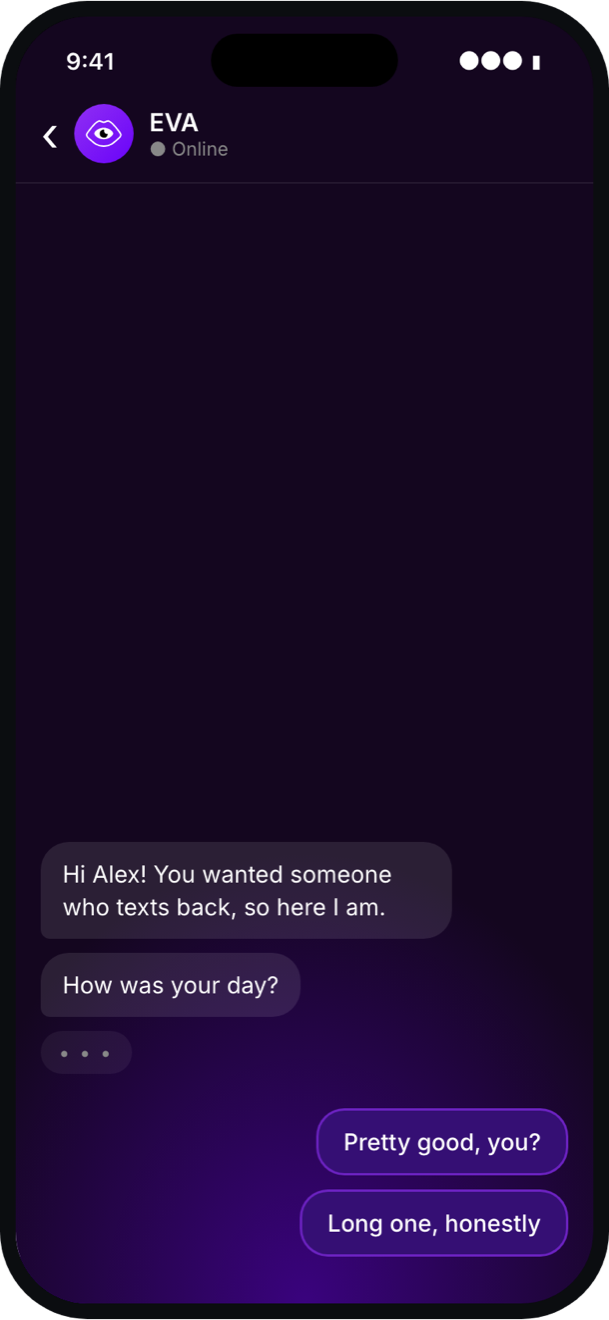 9:41
EVA
Online
Hi Alex! You wanted someone
who texts back, so here I am.
How was your day?
Pretty good, you?
Long one, honestly